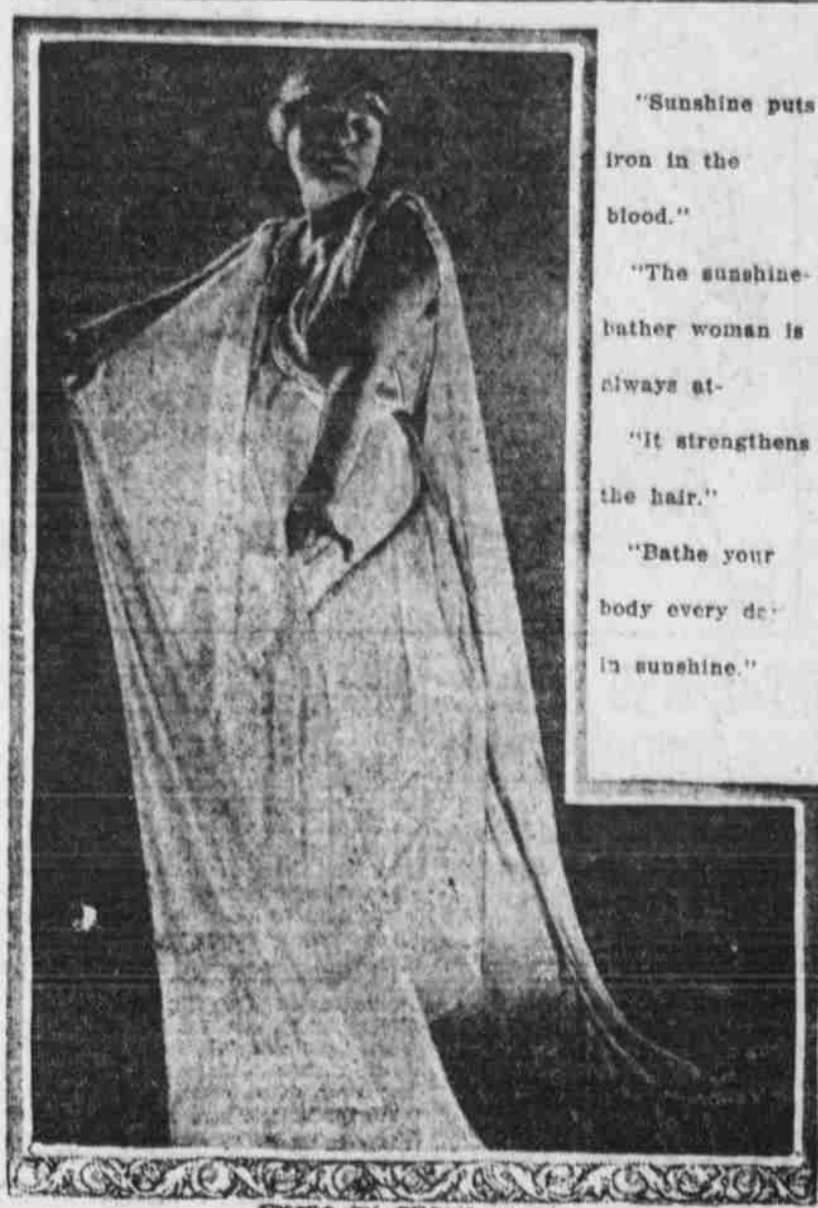 "Sunshine puts
iron in the
blood."
"The sunshine-
bather woman is
always at-
"It strengthens
the hair."
"Bathe your
body every
in sunshine."